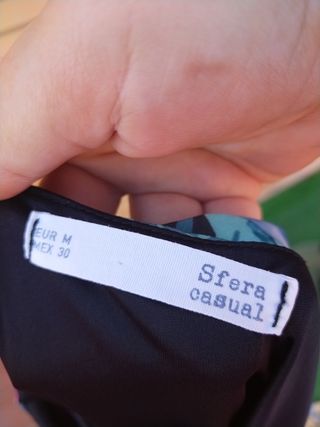 EUR M
MEX 30
Sfera
casual